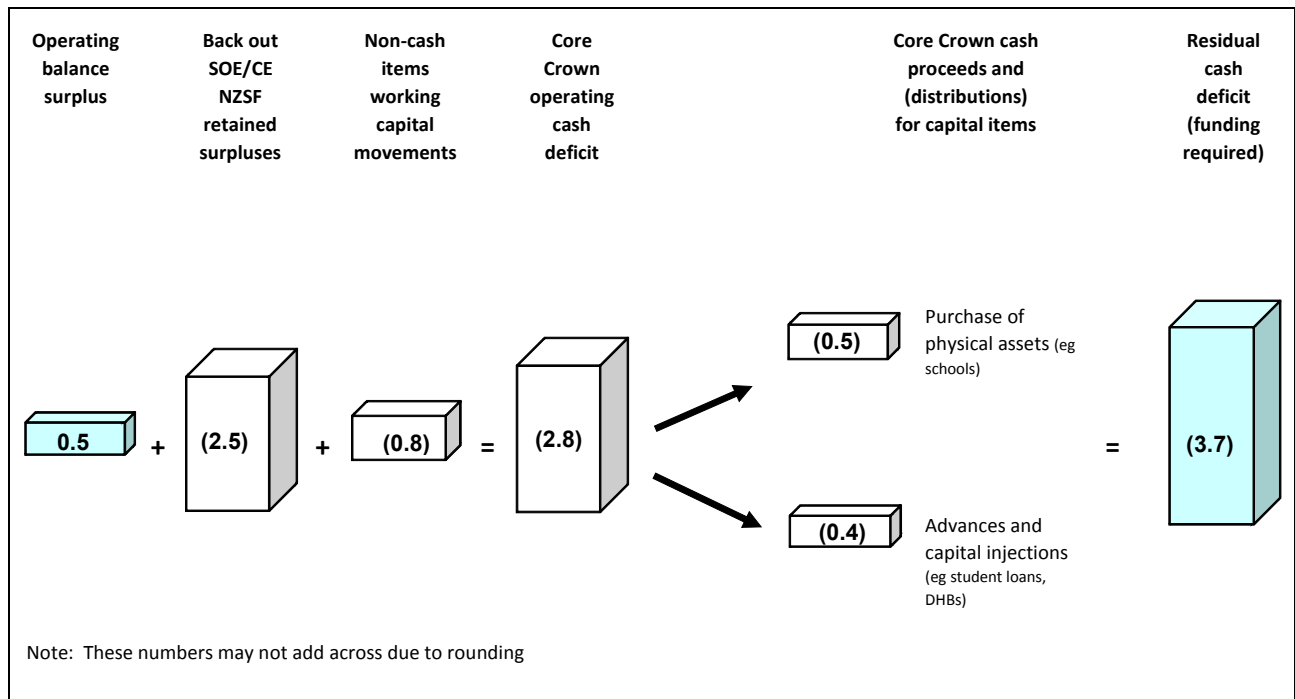 Operating
balance
surplus
Back out
SOE/CE
NZSF
retained
surpluses
Non-cash
items
working
capital
movements
Core
Crown
operating
cash
deficit
Core Crown cash
proceeds and
(distributions)
for capital items
Residual
cash
deficit
(funding
required)
0.5
+
(2.5)
+
(0.8)
=
(2.8)
(0.5)
Purchase of
physical assets (eg
schools)
(0.4)
Advances and
capital injections
(eg student loans,
DHBs)
=
(3.7)
Note: These numbers may not add across due to rounding